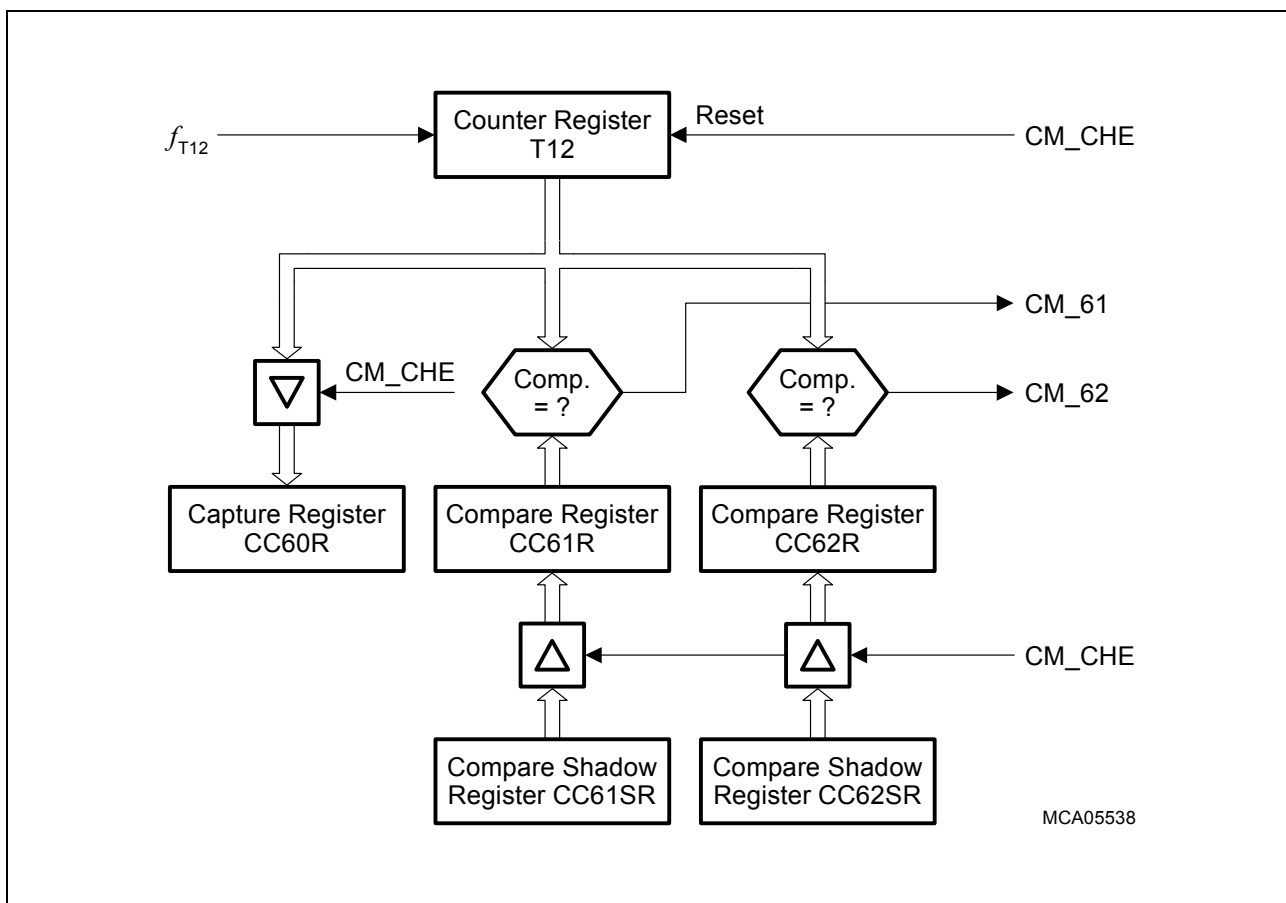 Counter Register
T12
Reset
f T12
CM_CHE
CM_61
CM_CHE
Comp.
= ?
Comp.
= ?
CM_62
Capture Register
CC60R
Compare Register
CC61R
Compare Register
CC62R
CM_CHE
Compare Shadow
Register CC61SR
Compare Shadow
Register CC62SR
MCA05538